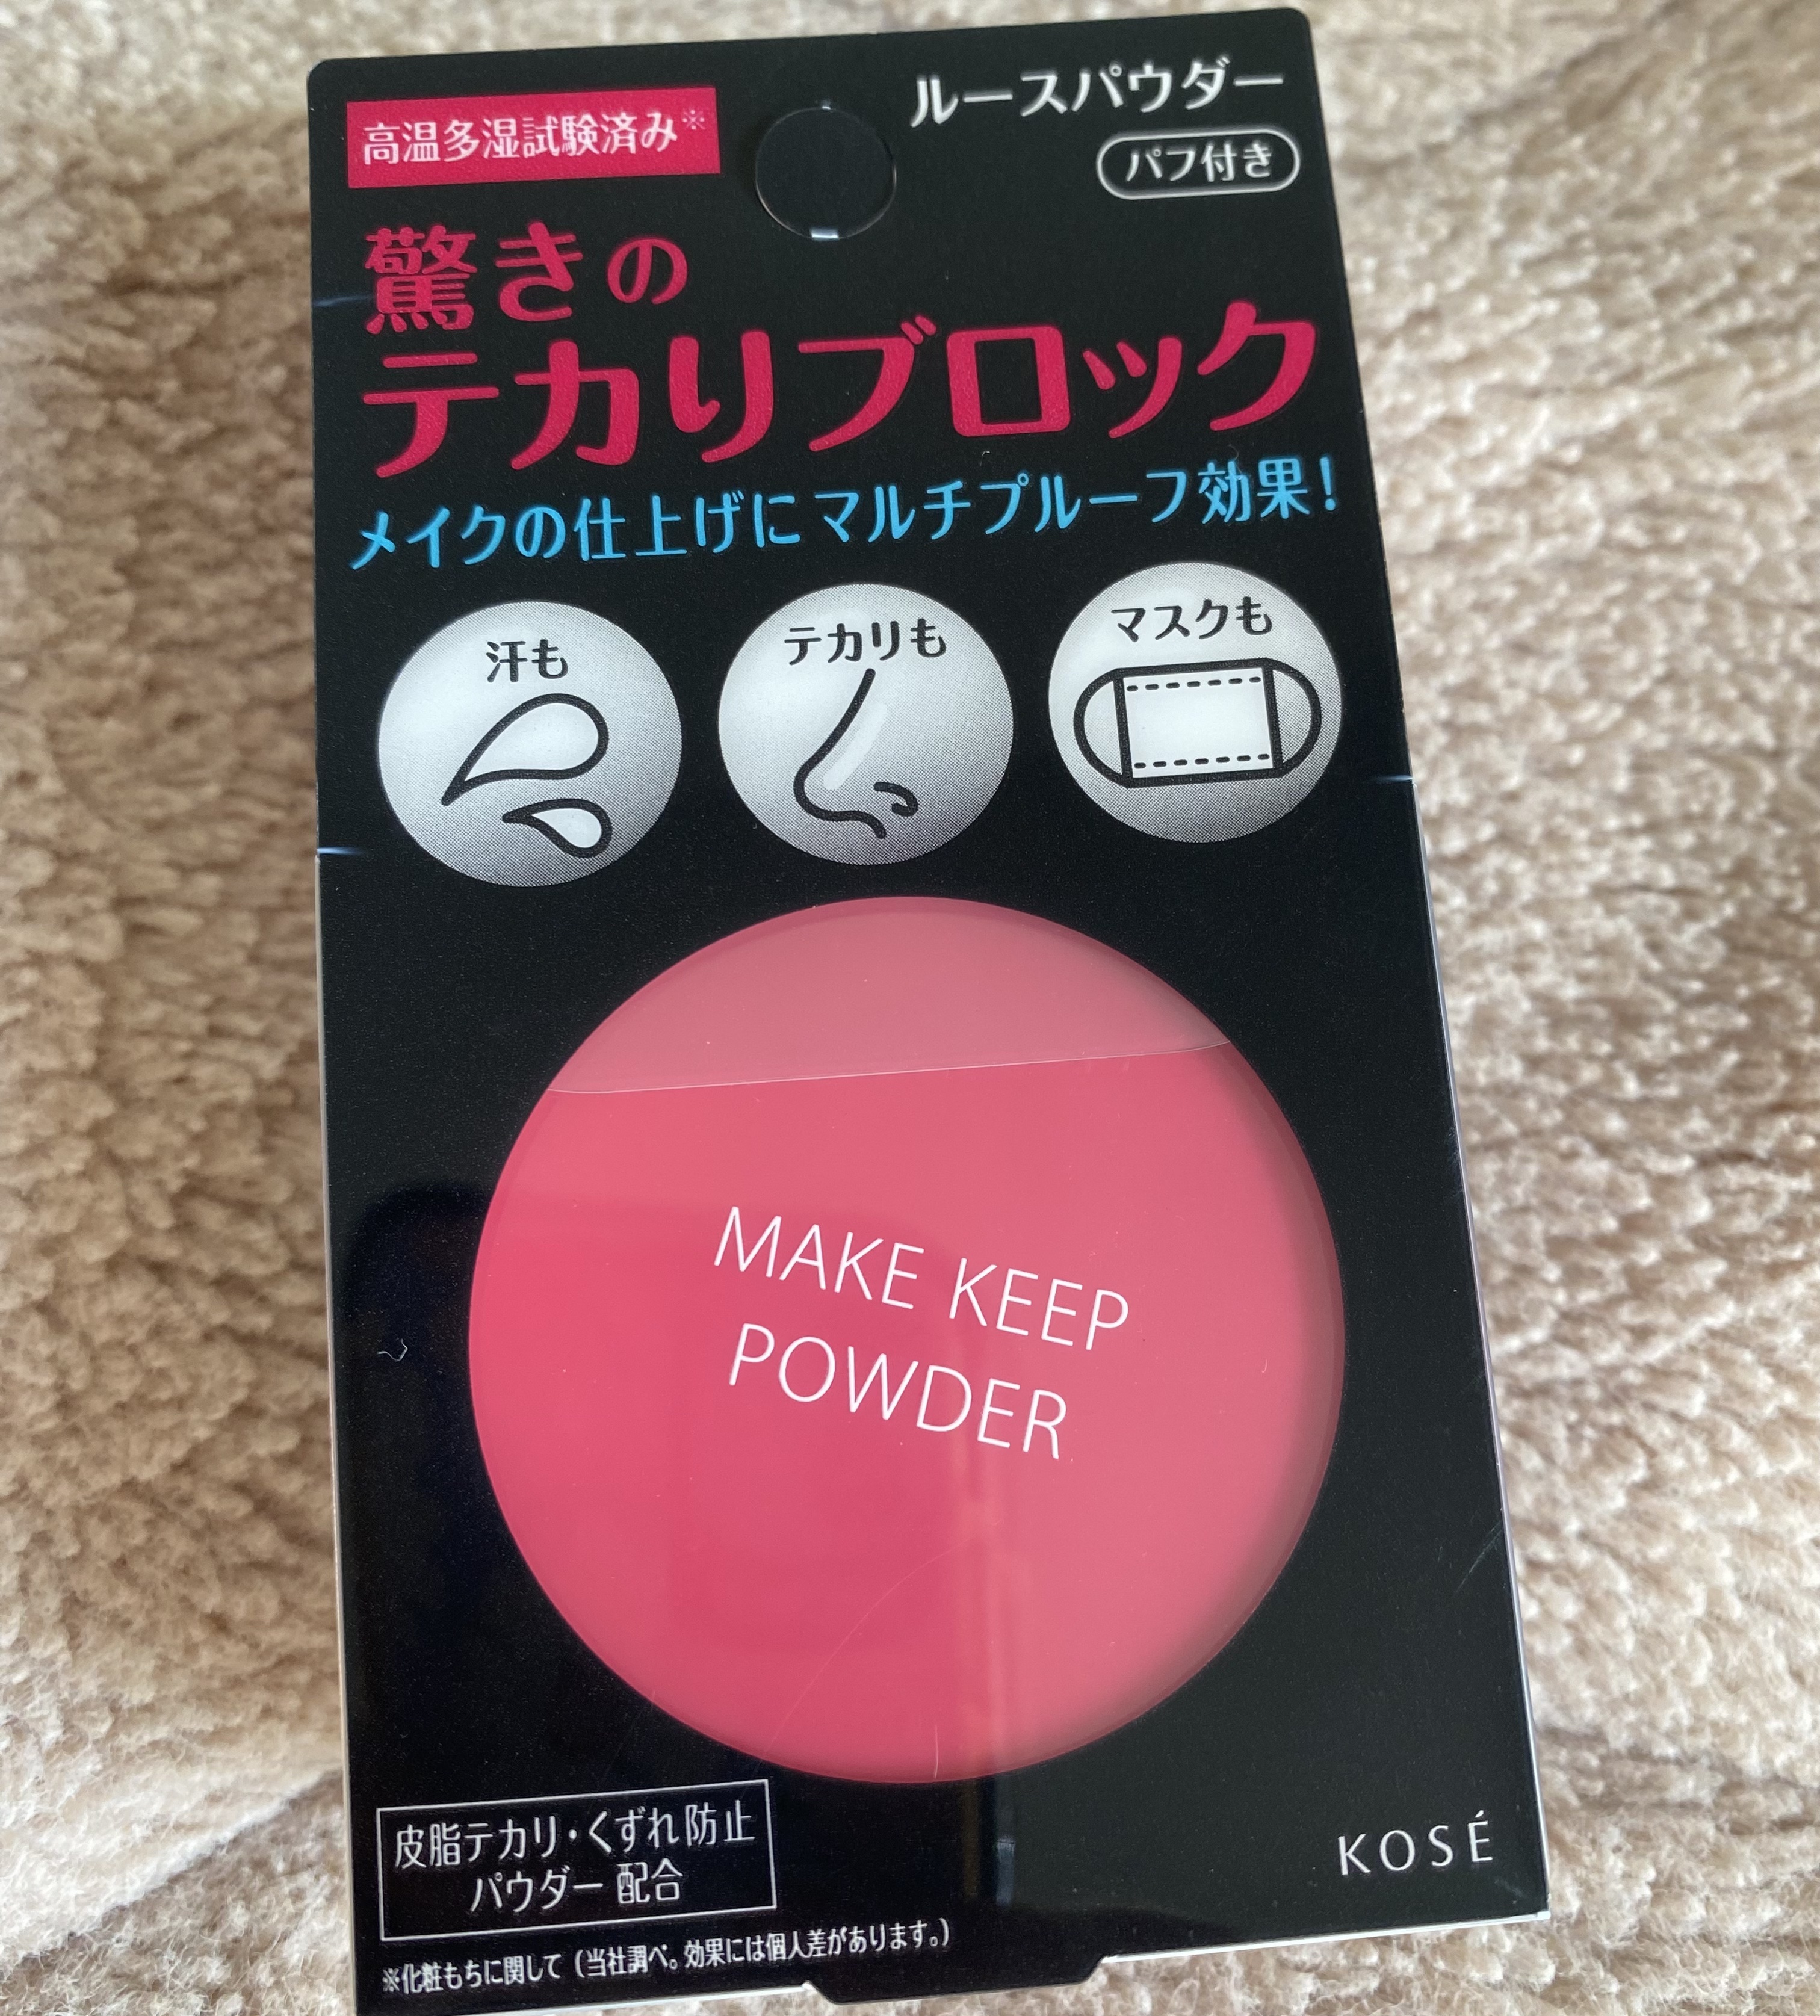 高温多湿試験済み※
ルースパウダー
パフ付き
驚きの
テカリブロック
メイクの仕上げにマルチプルーフ効果!
汗も
テカリも
マスクも
MAKE KEEP
POWDER
皮脂テカリ・くずれ防止
パウダー 配合
KOSÉ
※化粧もちに関して（当社調べ。効果には個人差があります。）